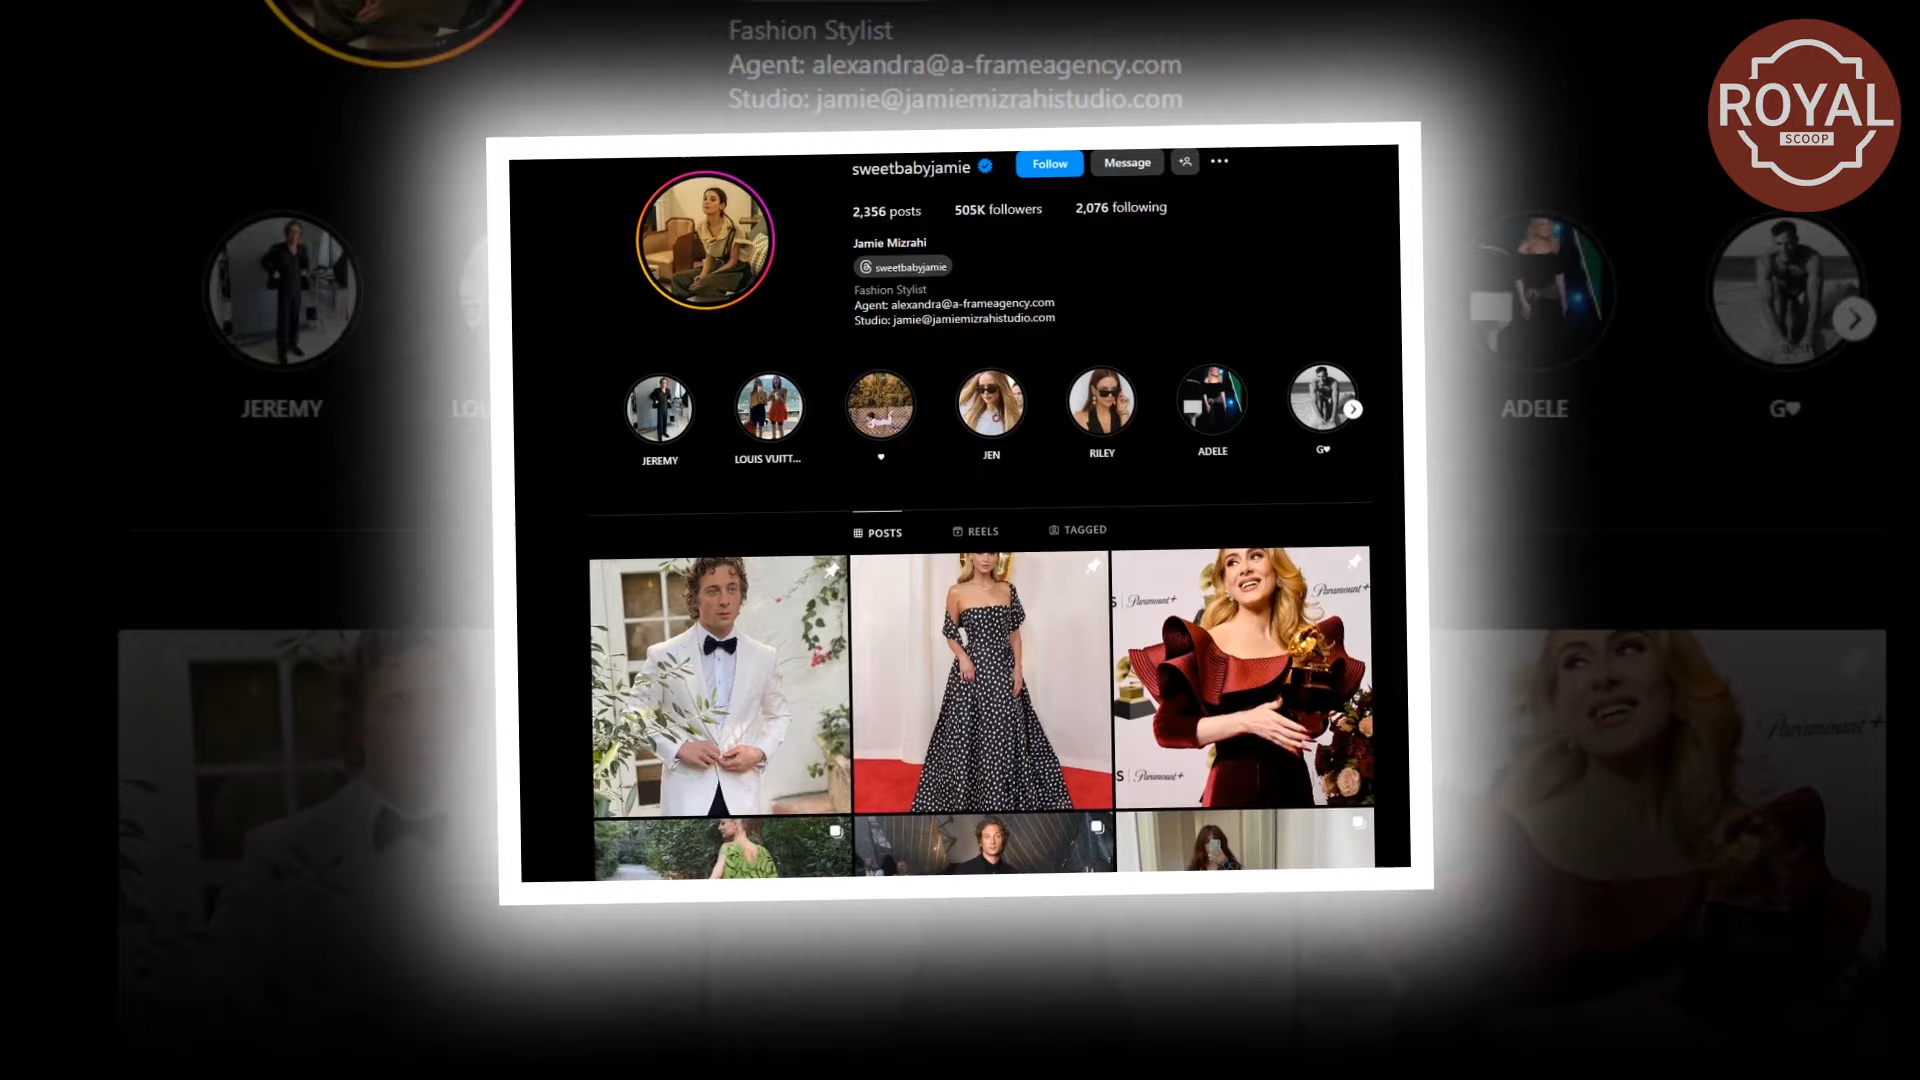 Fashion Stylist
Agent: alexandra@a-frameagency.com
Studio: jamie@jamiemizrahistudio.com
ROYAL
SCOOP
sweetbabyjamie
Follow
Message
2,356 posts
505K followers
2,076 following
Jamie Mizrahi
sweetbabyjamie
Fashion Stylist
Agent: alexandra@a-frameagency.com
Studio: jamie@jamiemizrahistudio.com
JEREMY
LOU
ADELE
G♥
JEREMY
LOUIS VUITT...
♥
JEN
RILEY
ADELE
G♥
POSTS
REELS
TAGGED
S Paramount+
Paramount+
S Paramount+
Paramount+